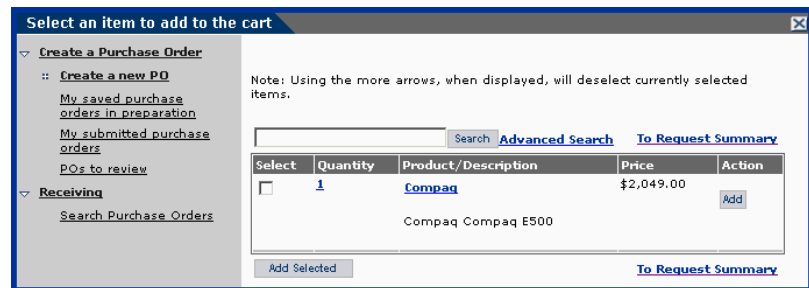 Select an item to add to the cart
Create a Purchase Order
Create a new PO
My saved purchase
orders in preparation
My submitted purchase
orders
POs to review
Receiving
Search Purchase Orders
Note: Using the more arrows, when displayed, will deselect currently selected
items.
Search Advanced Search To Request Summary
Select Quantity Product/Description Price Action
1 Compaq $2,049.00 Add
Compaq Compaq E500
Add Selected To Request Summary